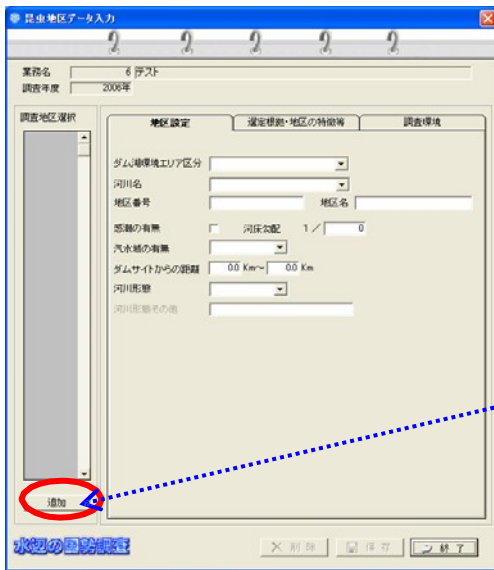 昆虫地区データ入力
業務名 6 テスト
調査年度 2006年
調査地区選択
地区設定 選定根拠・地区の特徴等 調査環境
ダム湖環境エリア区分
河川名
地区番号 地区名
感潮の有無 河床勾配 1／ 0
汽水域の有無
ダムサイトからの距離 0.0 Km～ 0.0 Km
河川形態
河川形態その他
追加
水辺の国勢調査
削除 保存 終了